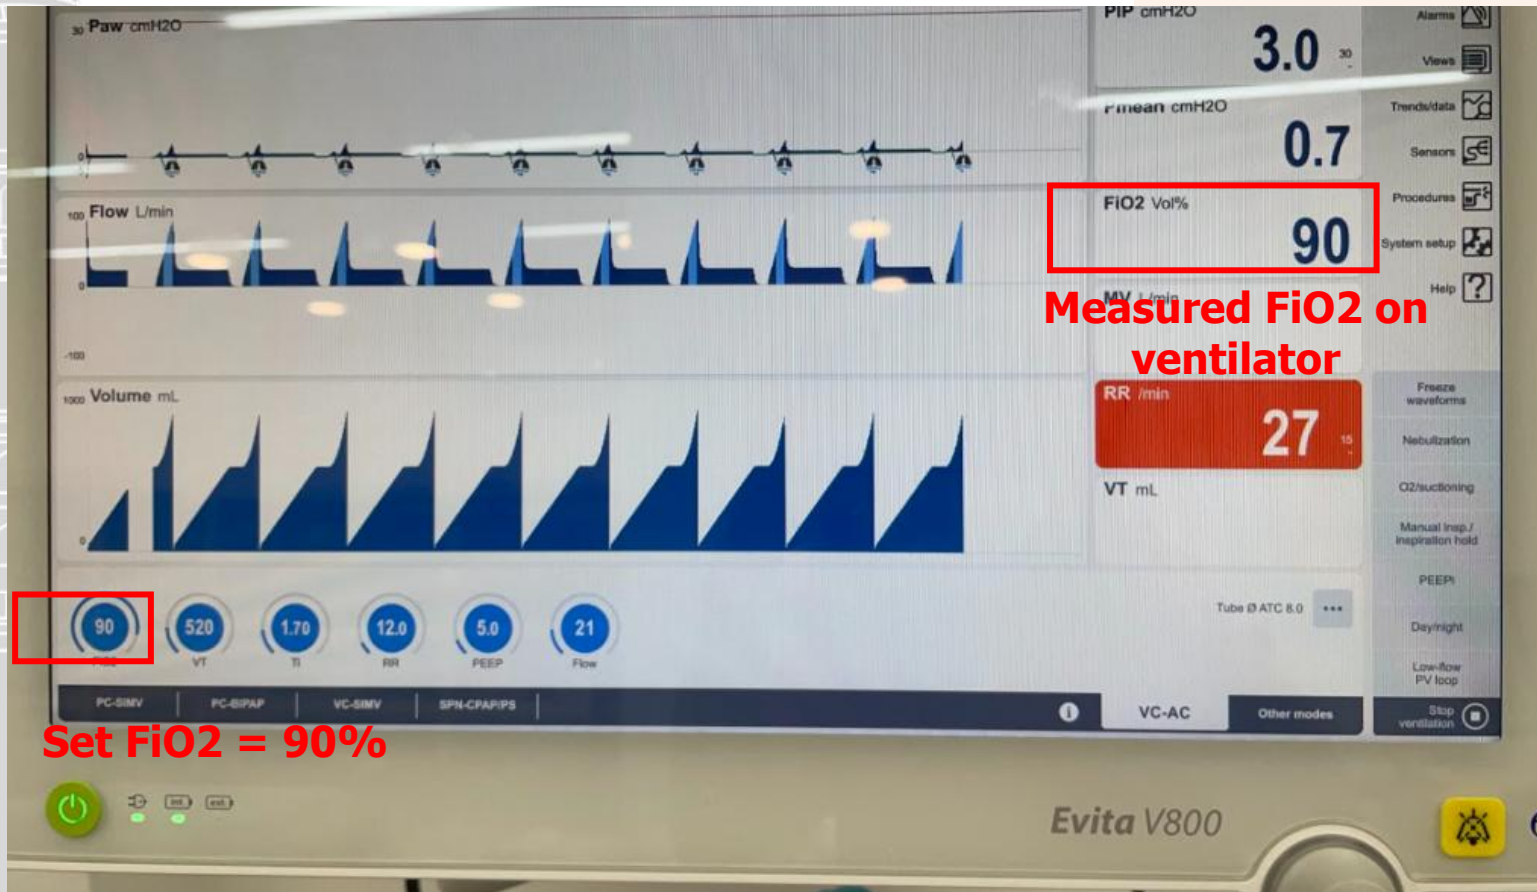 30 Paw cmH2O
0
100 Flow L/min
0
-100
1000 Volume mL
0
PIP cmH2O
3.0 30
Pmean cmH2O
0.7
FiO2 Vol%
90
MV L/min
Measured FiO2 on
ventilator
RR /min
27 15
VT mL
Alarms
Views
Trends/data
Sensors
Procedures
System setup
Help ?
Freeze
waveforms
Nebulization
O2/suctioning
Manual insp./
Inspiration hold
PEEPi
Day/night
Low-flow
PV loop
Stop
ventilation
90 520 1.70 12.0 5.0 21
FiO2 VT Ti RR PEEP Flow
Tube Ø ATC 8.0 •••
PC-SIMV PC-BIPAP VC-SIMV SPN-CPAP/PS i VC-AC Other modes
Set FiO2 = 90%
int. ext.
Evita V800